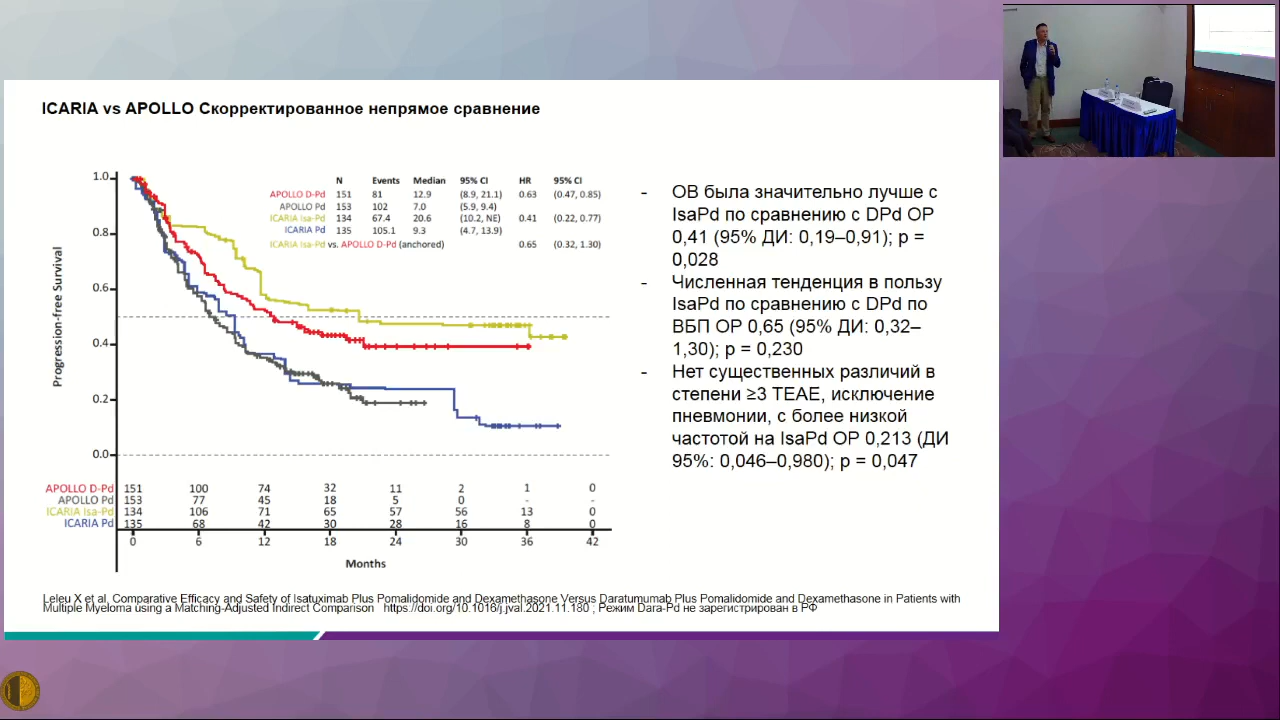 ICARIA vs APOLLO Скорректированное непрямое сравнение
Progression-free Survival
1.0
0.8
0.6
0.4
0.2
0.0
N Events Median 95% CI HR 95% CI
APOLLO D-Pd 151 81 12.9 (8.9, 21.1) 0.63 (0.47, 0.85)
APOLLO Pd 153 102 7.0 (5.9, 9.4)
ICARIA Isa-Pd 134 67.4 20.6 (10.2, NE) 0.41 (0.22, 0.77)
ICARIA Pd 135 105.1 9.3 (4.7, 13.9)
ICARIA Isa-Pd vs. APOLLO D-Pd (anchored) 0.65 (0.32, 1.30)
APOLLO D-Pd 151 100 74 32 11 2 1 0
APOLLO Pd 153 77 45 18 5 0 - -
ICARIA Isa-Pd 134 106 71 65 57 56 13 0
ICARIA Pd 135 68 42 30 28 16 8 0
0 6 12 18 24 30 36 42
Months
- ОВ была значительно лучше с
IsaPd по сравнению с DPd ОР
0,41 (95% ДИ: 0,19–0,91); p =
0,028
- Численная тенденция в пользу
IsaPd по сравнению с DPd по
ВБП ОР 0,65 (95% ДИ: 0,32–
1,30); p = 0,230
- Нет существенных различий в
степени ≥3 TEAE, исключение
пневмонии, с более низкой
частотой на IsaPd ОР 0,213 (ДИ
95%: 0,046–0,980); p = 0,047
Leleu X et al. Comparative Efficacy and Safety of Isatuximab Plus Pomalidomide and Dexamethasone Versus Daratumumab Plus Pomalidomide and Dexamethasone in Patients with
Multiple Myeloma using a Matching-Adjusted Indirect Comparison https://doi.org/10.1016/j.jval.2021.11.180 ; Режим Dara-Pd не зарегистрирован в РФ